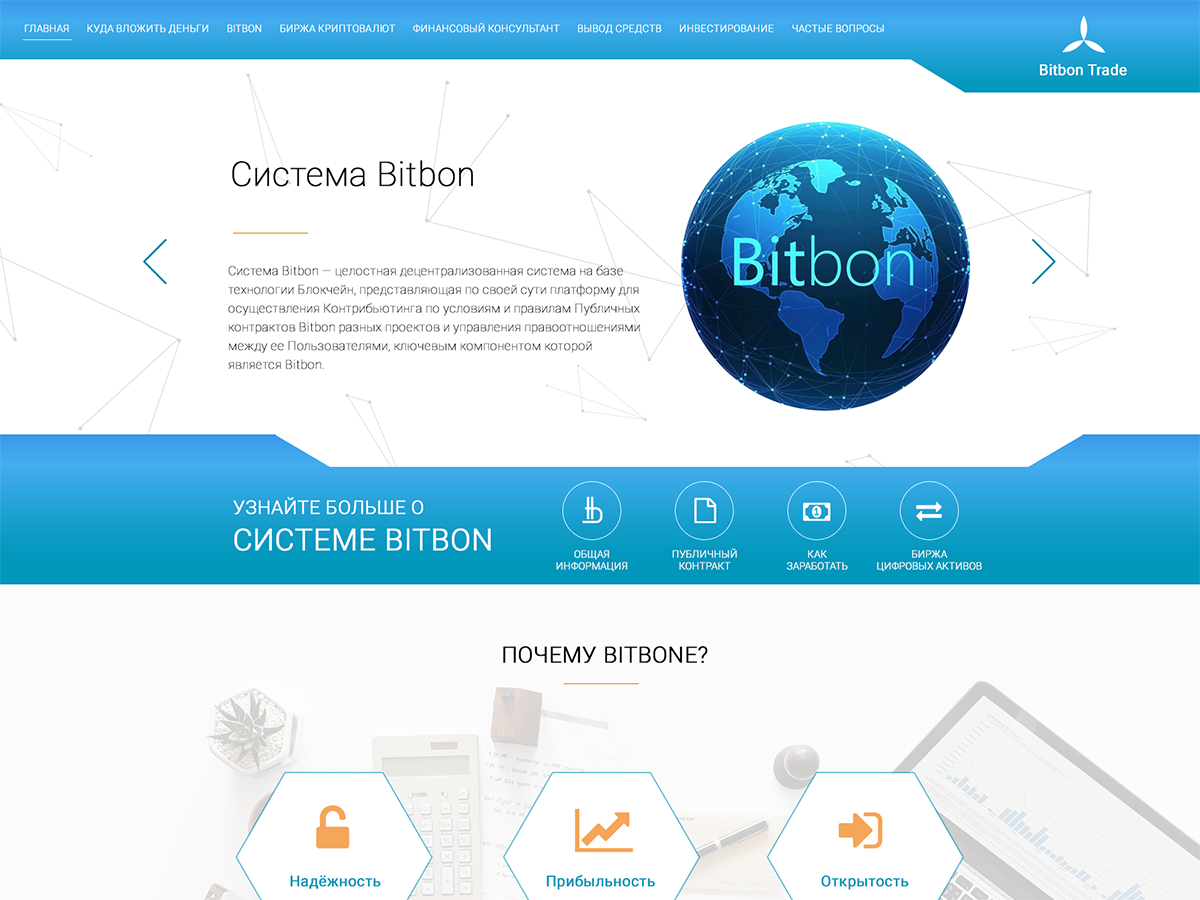 ГЛАВНАЯ КУДА ВЛОЖИТЬ ДЕНЬГИ BITBON БИРЖА КРИПТОВАЛЮТ ФИНАНСОВЫЙ КОНСУЛЬТАНТ ВЫВОД СРЕДСТВ ИНВЕСТИРОВАНИЕ ЧАСТЫЕ ВОПРОСЫ
Bitbon Trade
Система Bitbon
Система Bitbon — целостная децентрализованная система на базе
технологии Блокчейн, представляющая по своей сути платформу для
осуществления Контрибьютинга по условиям и правилам Публичных
контрактов Bitbon разных проектов и управления правоотношениями
между ее Пользователями, ключевым компонентом которой
является Bitbon.
Bitbon
УЗНАЙТЕ БОЛЬШЕ О
СИСТЕМЕ BITBON
ОБЩАЯ
ИНФОРМАЦИЯ
ПУБЛИЧНЫЙ
КОНТРАКТ
1
КАК
ЗАРАБОТАТЬ
БИРЖА
ЦИФРОВЫХ АКТИВОВ
ПОЧЕМУ BITBONE?
Надёжность
Прибыльность
Открытость